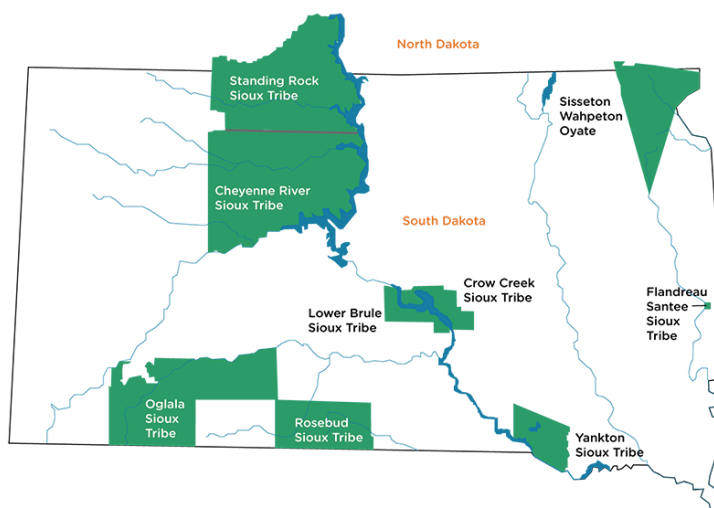 North Dakota
Standing Rock
Sioux Tribe
Sisseton
Wahpeton
Oyate
Cheyenne River
Sioux Tribe
South Dakota
Crow Creek
Sioux Tribe
Lower Brule
Sioux Tribe
Flandreau
Santee
Sioux
Tribe
Oglala
Sioux
Tribe
Rosebud
Sioux Tribe
Yankton
Sioux Tribe